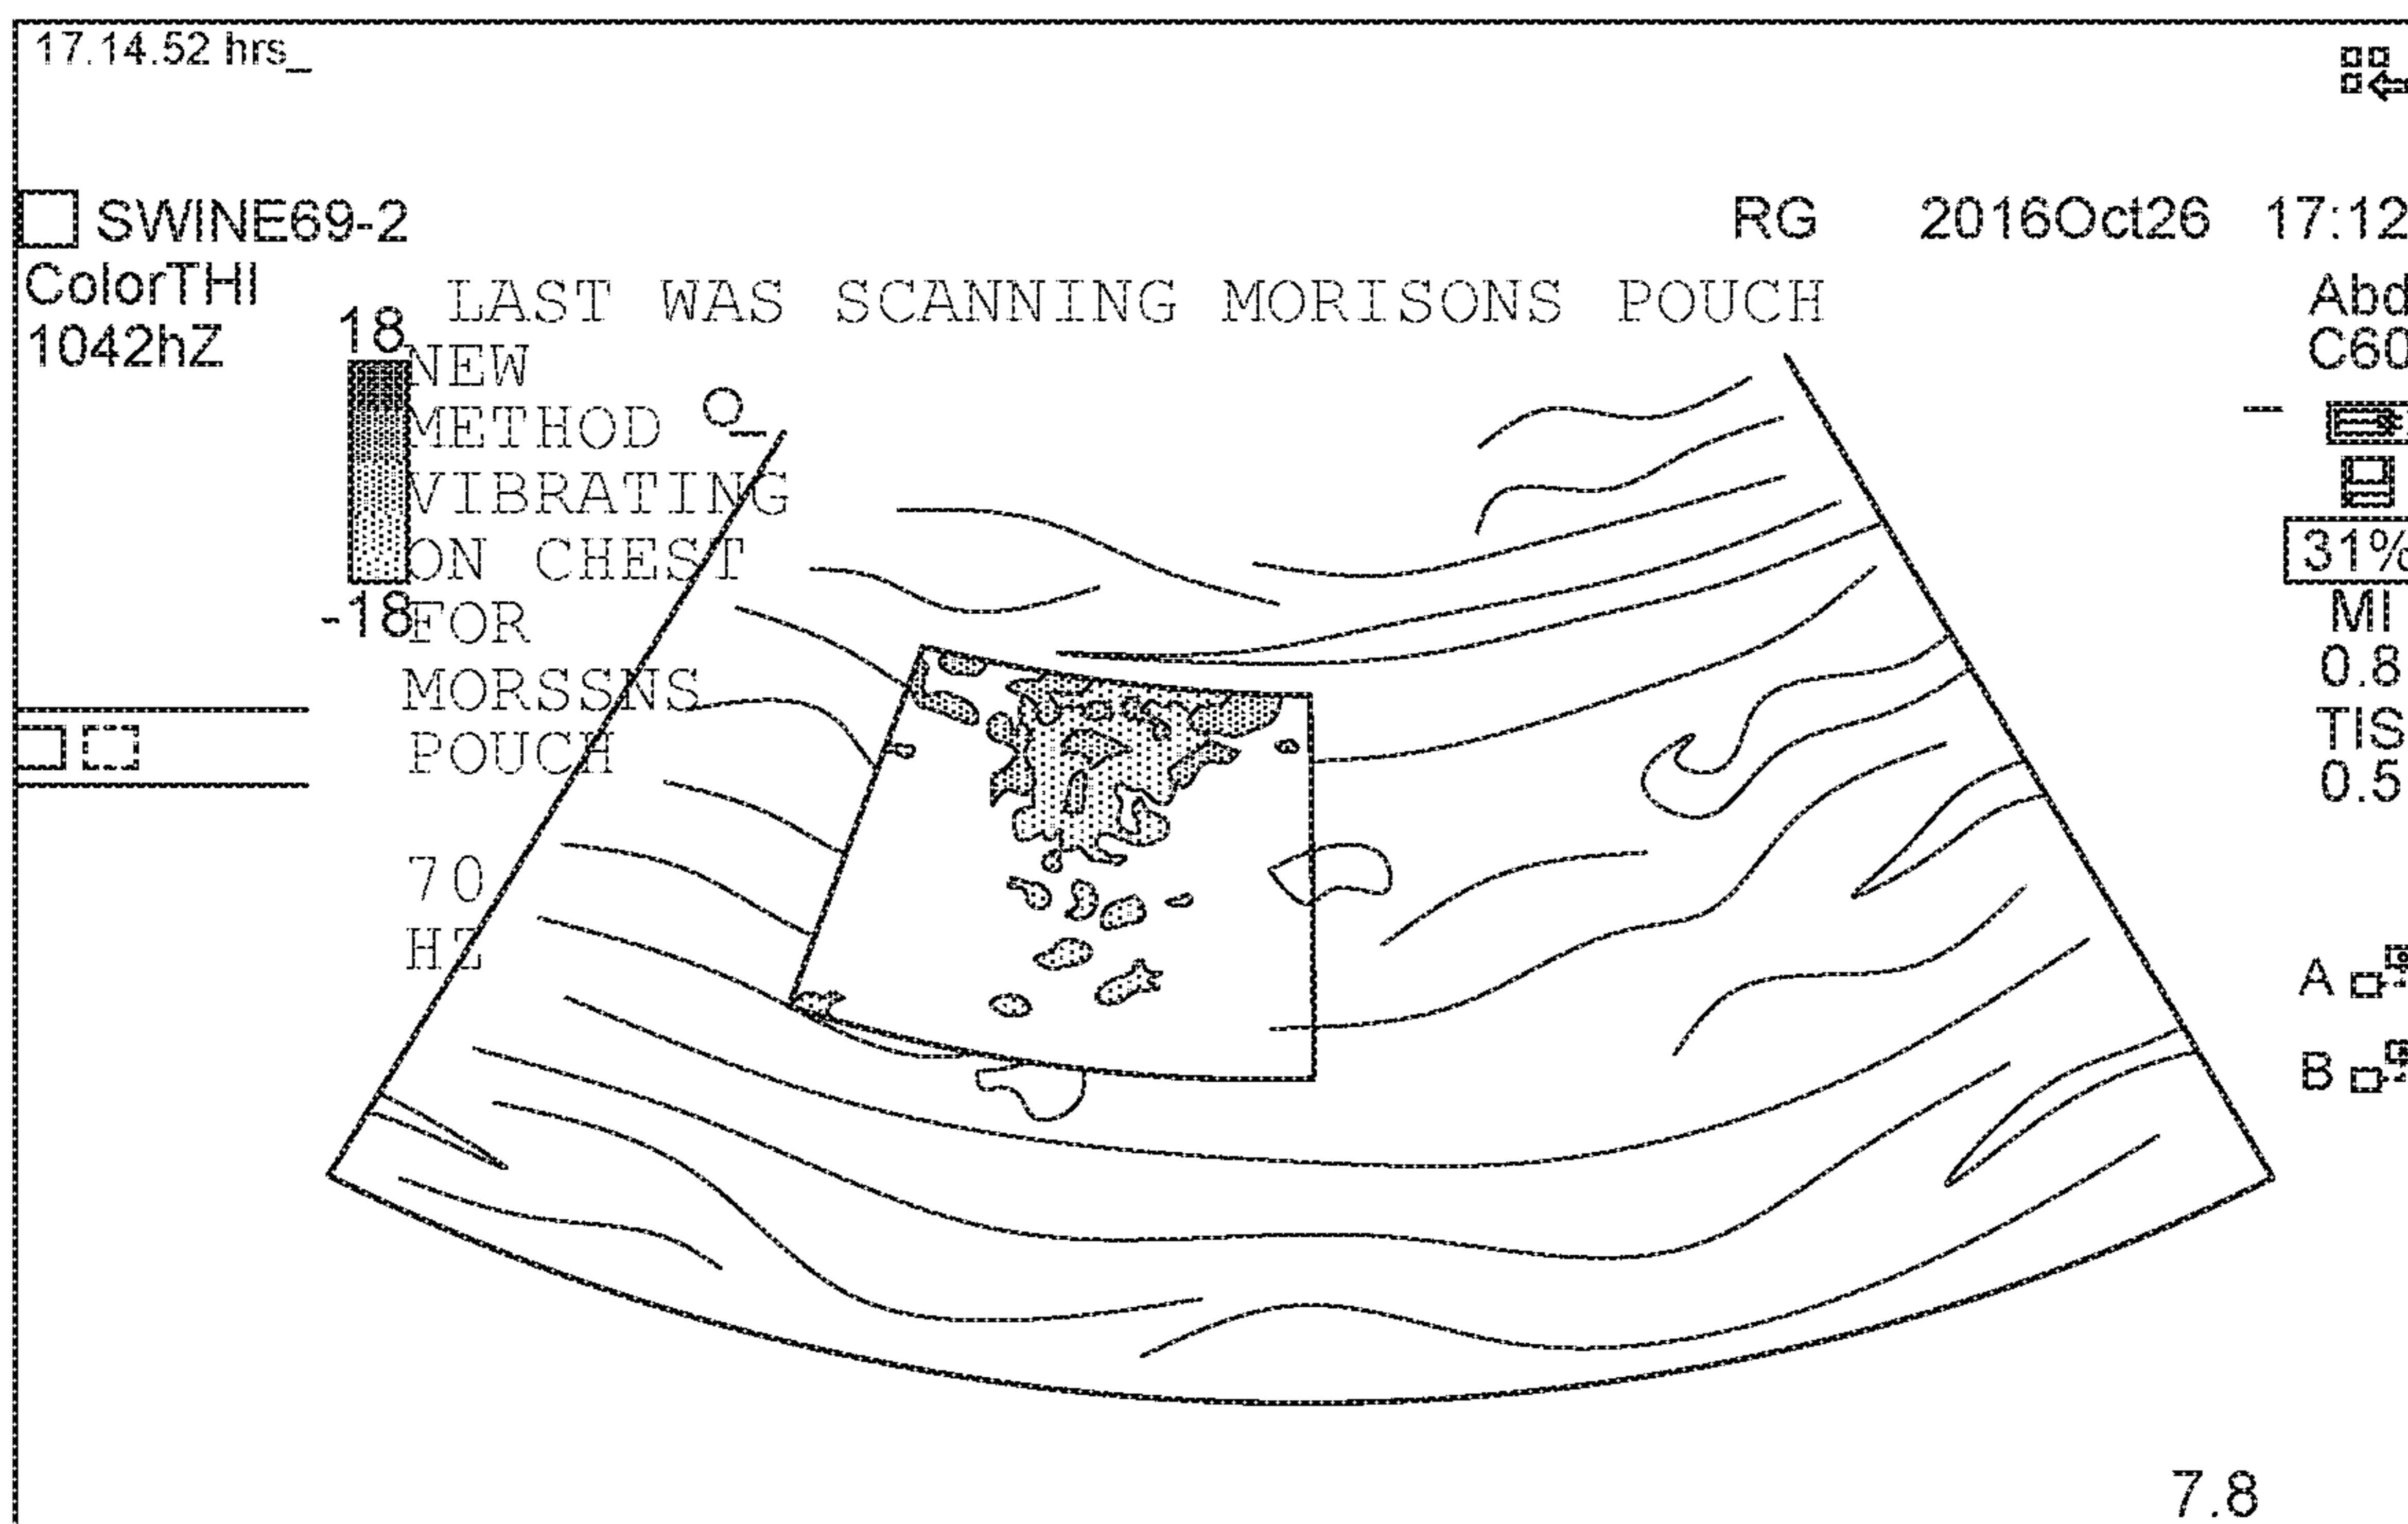 17.14.52 hrs_
SWINE69-2 RG 2016Oct26 17:12
ColorTHI
1042hZ
LAST WAS SCANNING MORISONS POUCH
18
NEW
METHOD
VIBRATING
ON CHEST
-18
FOR
MORSSNS
POUCH
70
HZ
Abd
C60
31%
MI
0.8
TIS
0.5
A
B
7.8